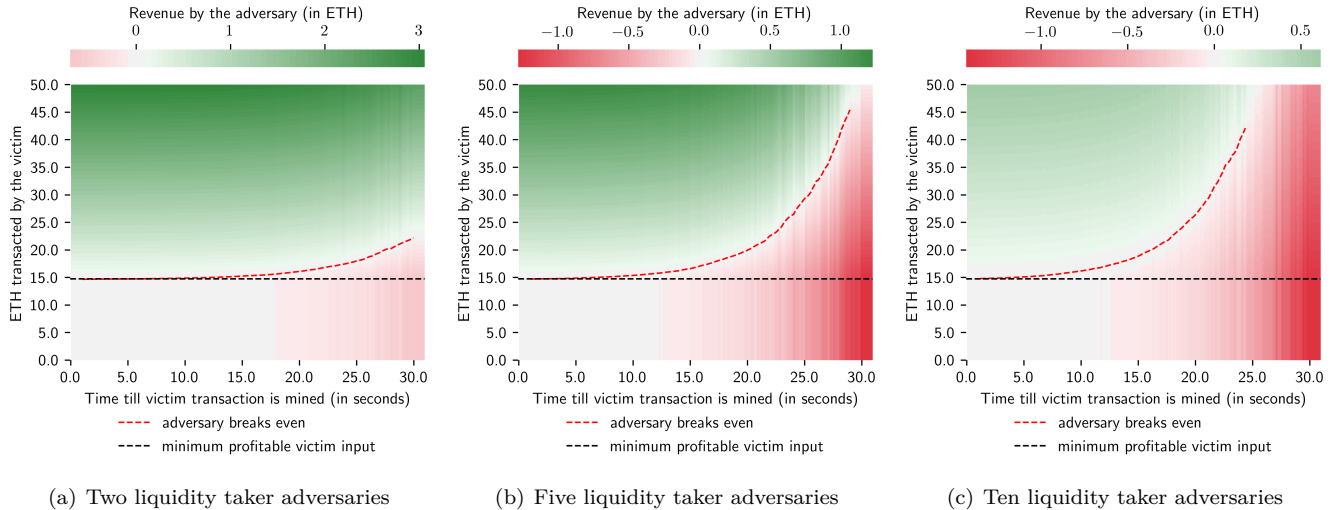 Revenue by the adversary (in ETH)
0 1 2 3
50.0
45.0
40.0
35.0
30.0
25.0
20.0
15.0
10.0
5.0
0.0
ETH transacted by the victim
0.0 5.0 10.0 15.0 20.0 25.0 30.0
Time till victim transaction is mined (in seconds)
adversary breaks even
minimum profitable victim input
(a) Two liquidity taker adversaries
Revenue by the adversary (in ETH)
−1.0 −0.5 0.0 0.5 1.0
50.0
45.0
40.0
35.0
30.0
25.0
20.0
15.0
10.0
5.0
0.0
ETH transacted by the victim
0.0 5.0 10.0 15.0 20.0 25.0 30.0
Time till victim transaction is mined (in seconds)
adversary breaks even
minimum profitable victim input
(b) Five liquidity taker adversaries
Revenue by the adversary (in ETH)
−1.0 −0.5 0.0 0.5
50.0
45.0
40.0
35.0
30.0
25.0
20.0
15.0
10.0
5.0
0.0
ETH transacted by the victim
0.0 5.0 10.0 15.0 20.0 25.0 30.0
Time till victim transaction is mined (in seconds)
adversary breaks even
minimum profitable victim input
(c) Ten liquidity taker adversaries